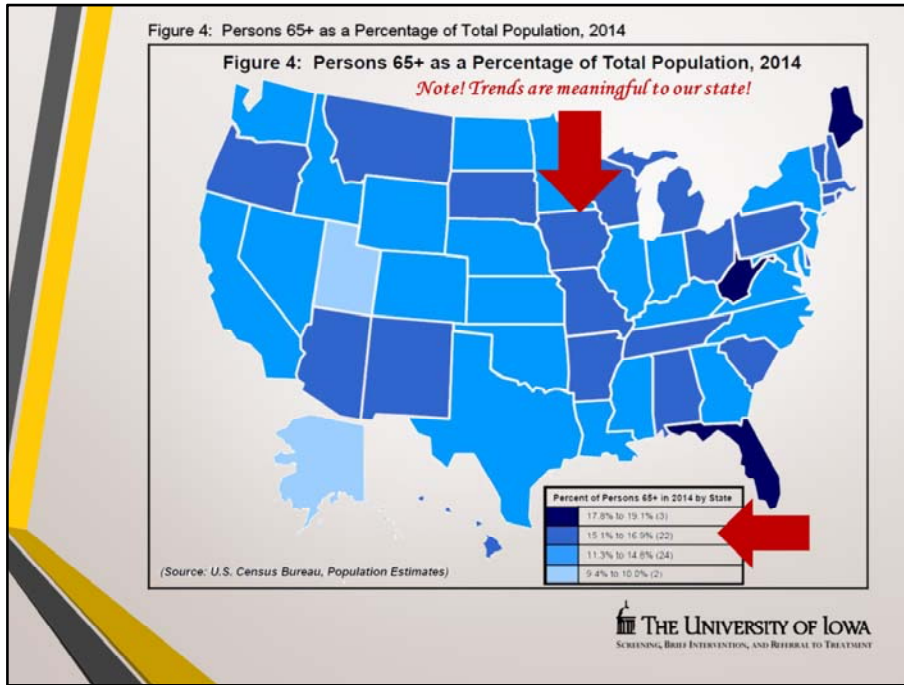 Figure 4: Persons 65+ as a Percentage of Total Population, 2014
Figure 4: Persons 65+ as a Percentage of Total Population, 2014
Note! Trends are meaningful to our state!
Percent of Persons 65+ in 2014 by State
17.8% to 19.1% (3)
15.1% to 16.9% (22)
11.3% to 14.8% (24)
9.4% to 10.0% (2)
(Source: U.S. Census Bureau, Population Estimates)
THE UNIVERSITY OF IOWA
SCREENING, BRIEF INTERVENTION, AND REFERRAL TO TREATMENT